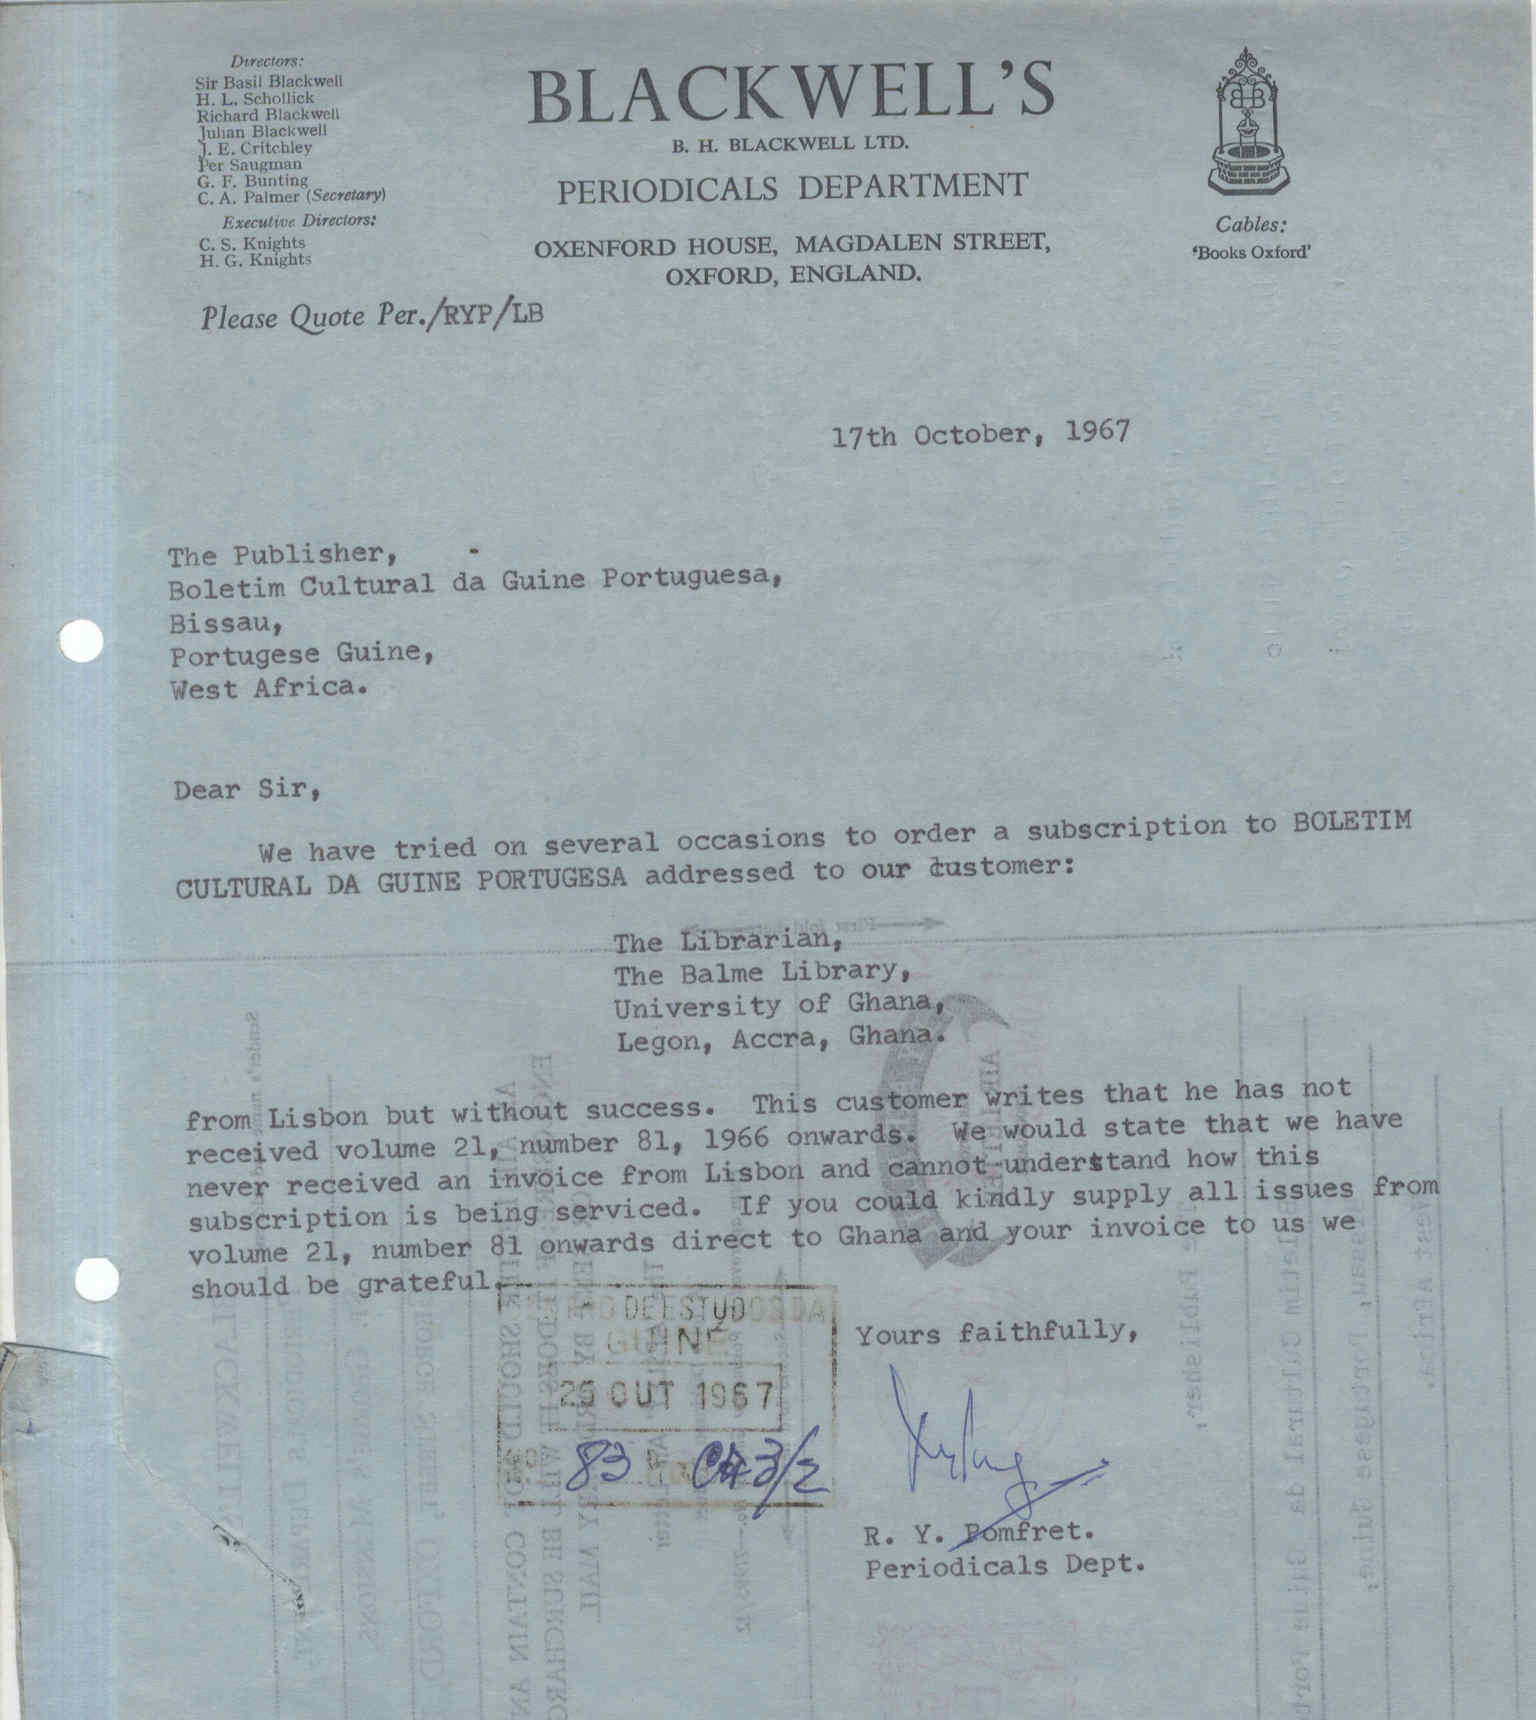 Directors:
Sir Basil Blackwell
H. L. Schollick
Richard Blackwell
Julian Blackwell
J. E. Critchley
Per Saugman
G. F. Bunting
C. A. Palmer (Secretary)
Executive Directors:
C. S. Knights
H. G. Knights
BLACKWELL'S
B. H. BLACKWELL LTD.
PERIODICALS DEPARTMENT
OXENFORD HOUSE, MAGDALEN STREET,
OXFORD, ENGLAND.
BHB
Cables:
'Books Oxford'
Please Quote Per./RYP/LB
17th October, 1967
The Publisher,
Boletim Cultural da Guine Portuguesa,
Bissau,
Portugese Guine,
West Africa.
Dear Sir,
We have tried on several occasions to order a subscription to BOLETIM
CULTURAL DA GUINE PORTUGESA addressed to our customer:
The Librarian,
The Balme Library,
University of Ghana,
Legon, Accra, Ghana.
from Lisbon but without success. This customer writes that he has not
received volume 21, number 81, 1966 onwards. We would state that we have
never received an invoice from Lisbon and cannot understand how this
subscription is being serviced. If you could kindly supply all issues from
volume 21, number 81 onwards direct to Ghana and your invoice to us we
should be grateful.
DE ESTUDOS DA
GUINÉ
26 OUT 1967
83
3/2
Yours faithfully,
R. Y. Pomfret.
Periodicals Dept.